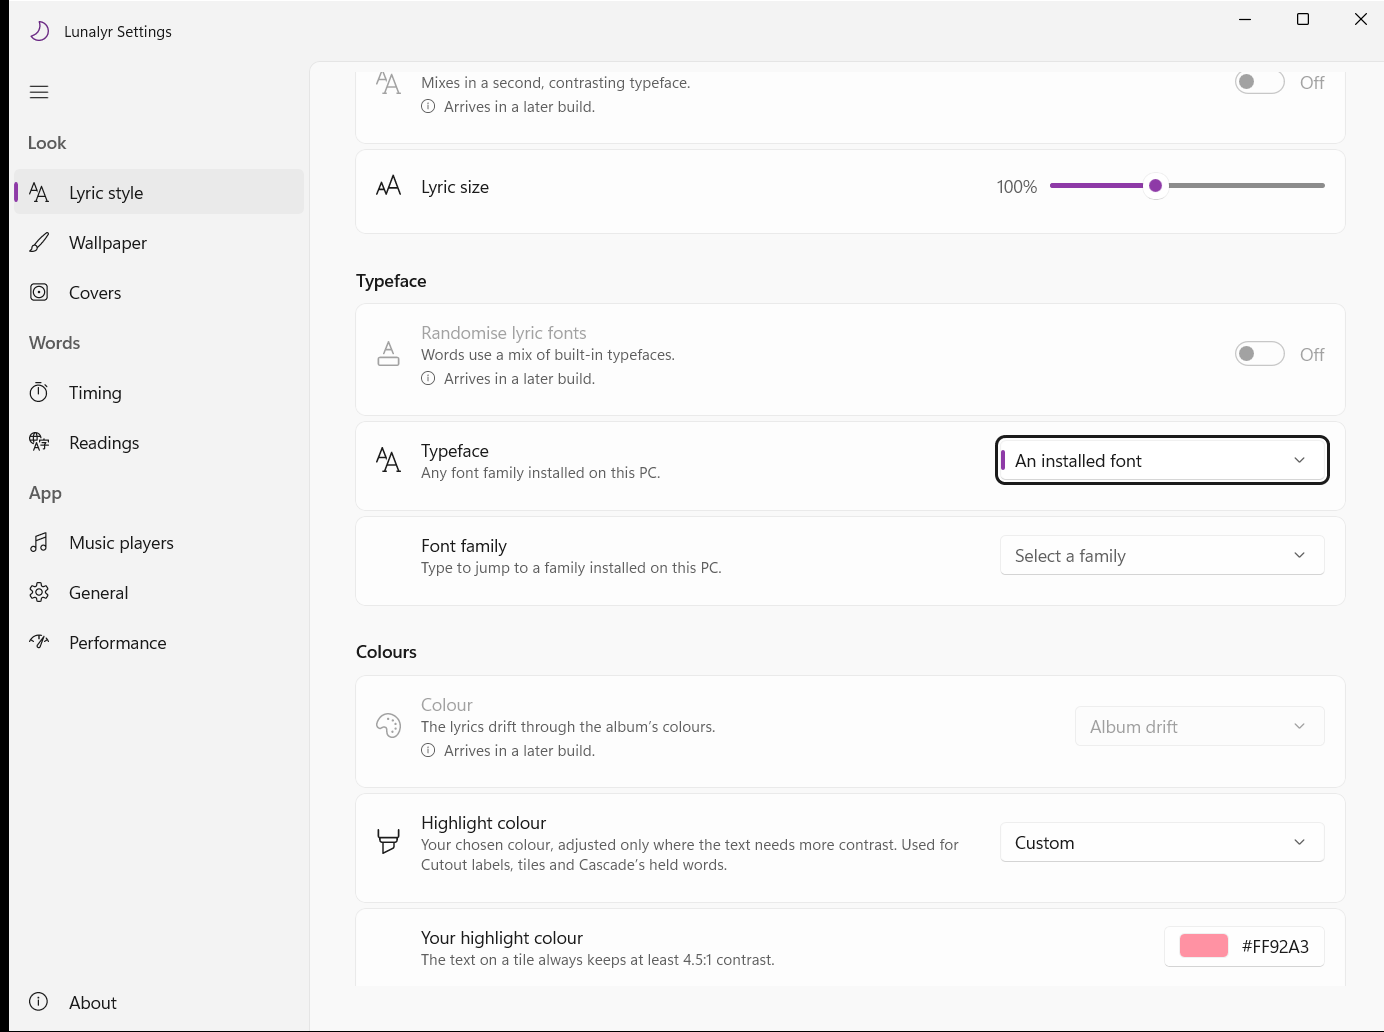 Lunalyr Settings
Look
Lyric style
Wallpaper
Covers
Words
Timing
Readings
App
Music players
General
Performance
About
Mixes in a second, contrasting typeface.
Arrives in a later build.
Off
Lyric size
100%
Typeface
Randomise lyric fonts
Words use a mix of built-in typefaces.
Arrives in a later build.
Off
Typeface
Any font family installed on this PC.
An installed font
Font family
Type to jump to a family installed on this PC.
Select a family
Colours
Colour
The lyrics drift through the album’s colours.
Arrives in a later build.
Album drift
Highlight colour
Your chosen colour, adjusted only where the text needs more contrast. Used for
Cutout labels, tiles and Cascade’s held words.
Custom
Your highlight colour
The text on a tile always keeps at least 4.5:1 contrast.
#FF92A3